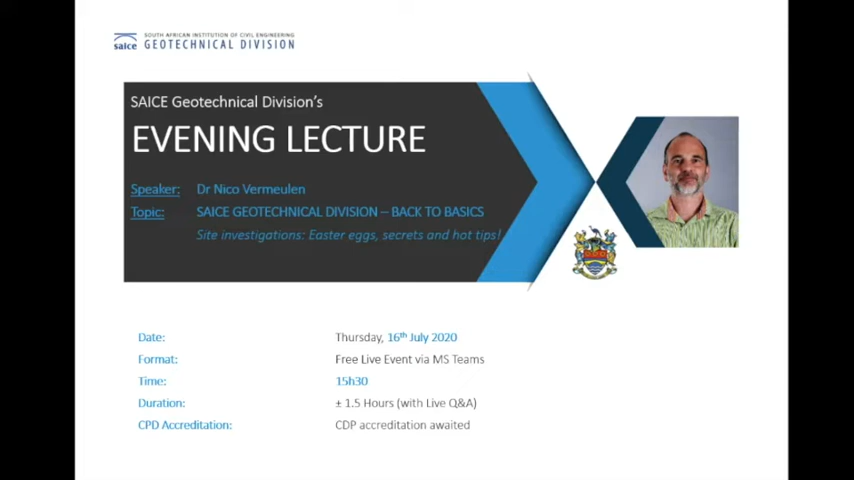 SOUTH AFRICAN INSTITUTION OF CIVIL ENGINEERING
saice GEOTECHNICAL DIVISION
SAICE Geotechnical Division's
EVENING LECTURE
Speaker: Dr Nico Vermeulen
Topic: SAICE GEOTECHNICAL DIVISION – BACK TO BASICS
Site investigations: Easter eggs, secrets and hot tips!
Date: Thursday, 16th July 2020
Format: Free Live Event via MS Teams
Time: 15h30
Duration: ± 1.5 Hours (with Live Q&A)
CPD Accreditation: CDP accreditation awaited